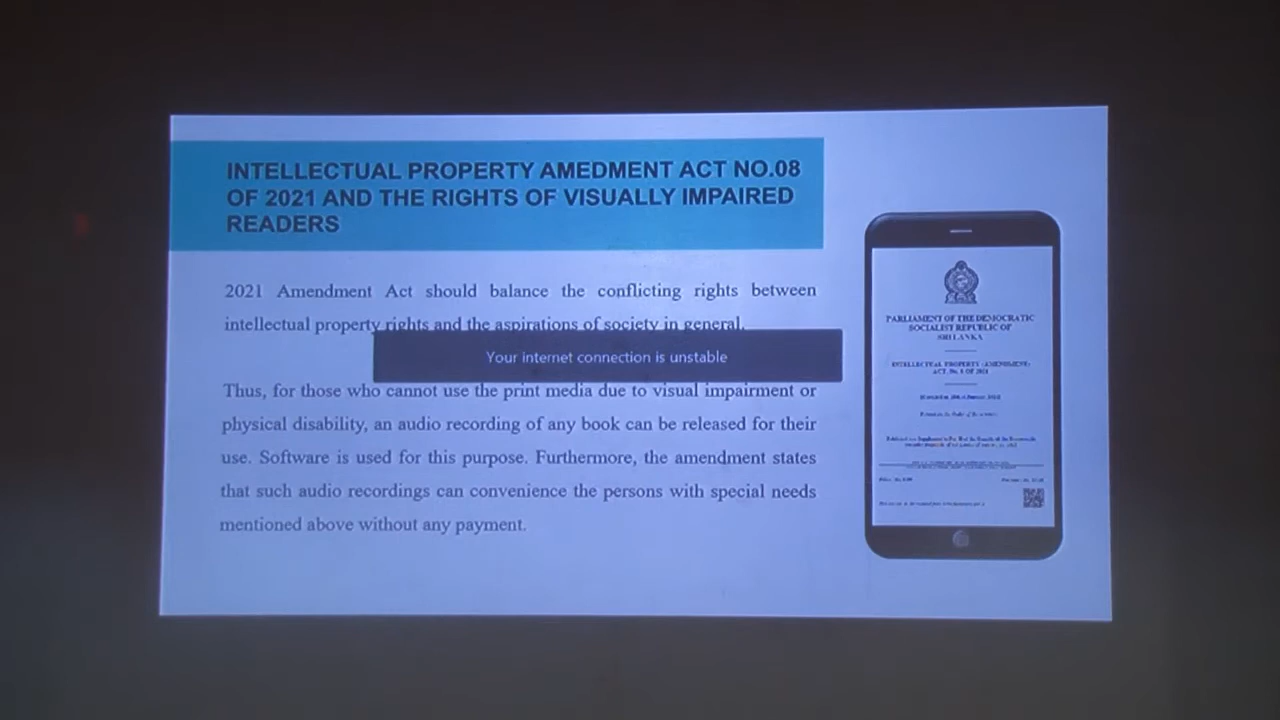 INTELLECTUAL PROPERTY AMEDMENT ACT NO.08
OF 2021 AND THE RIGHTS OF VISUALLY IMPAIRED
READERS
2021 Amendment Act should balance the conflicting rights between
intellectual property rights and the aspirations of society in general.
Your internet connection is unstable
Thus, for those who cannot use the print media due to visual impairment or
physical disability, an audio recording of any book can be released for their
use. Software is used for this purpose. Furthermore, the amendment states
that such audio recordings can convenience the persons with special needs
mentioned above without any payment.
PARLIAMENT OF THE DEMOCRATIC
SOCIALIST REPUBLIC OF
SRI LANKA
INTELLECTUAL PROPERTY (AMENDMENT)
ACT, No. 8 OF 2021